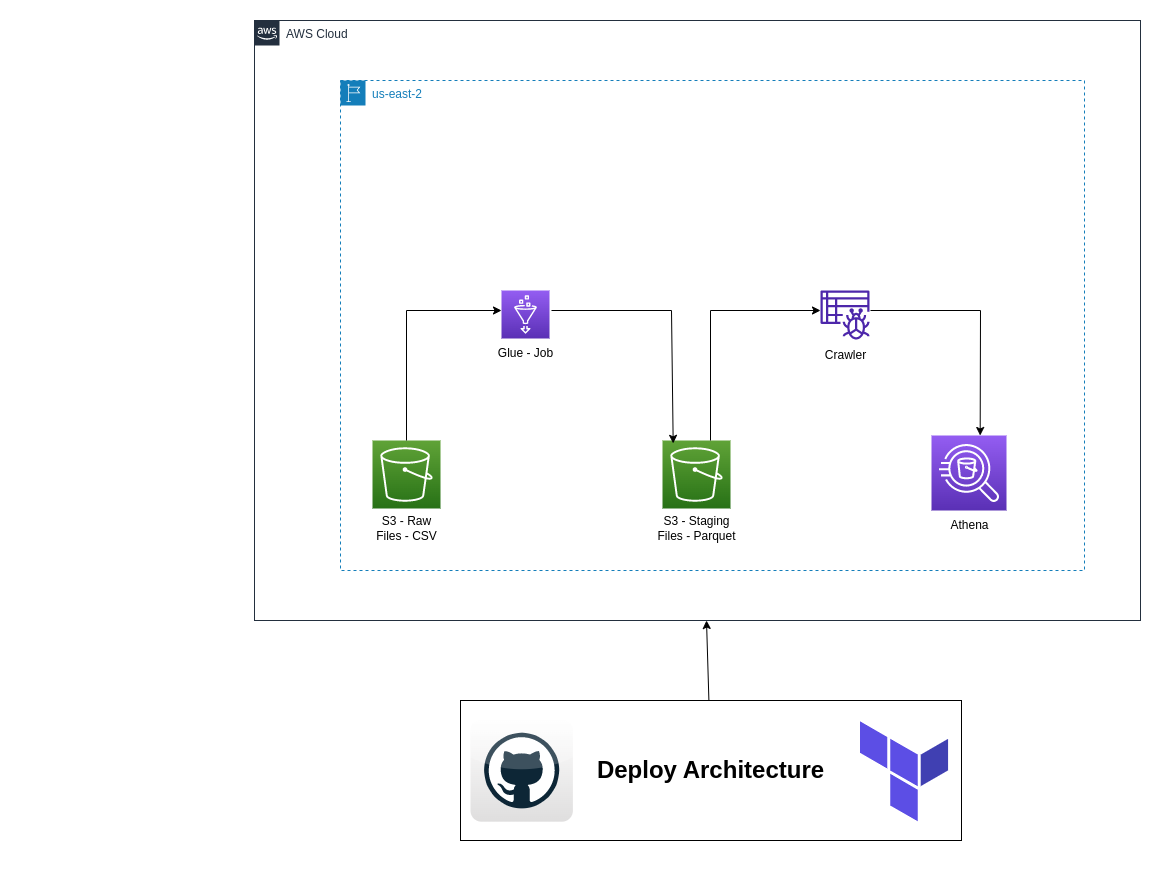 aws
AWS Cloud
us-east-2
Glue - Job
Crawler
S3 - Raw
Files - CSV
S3 - Staging
Files - Parquet
Athena
Deploy Architecture